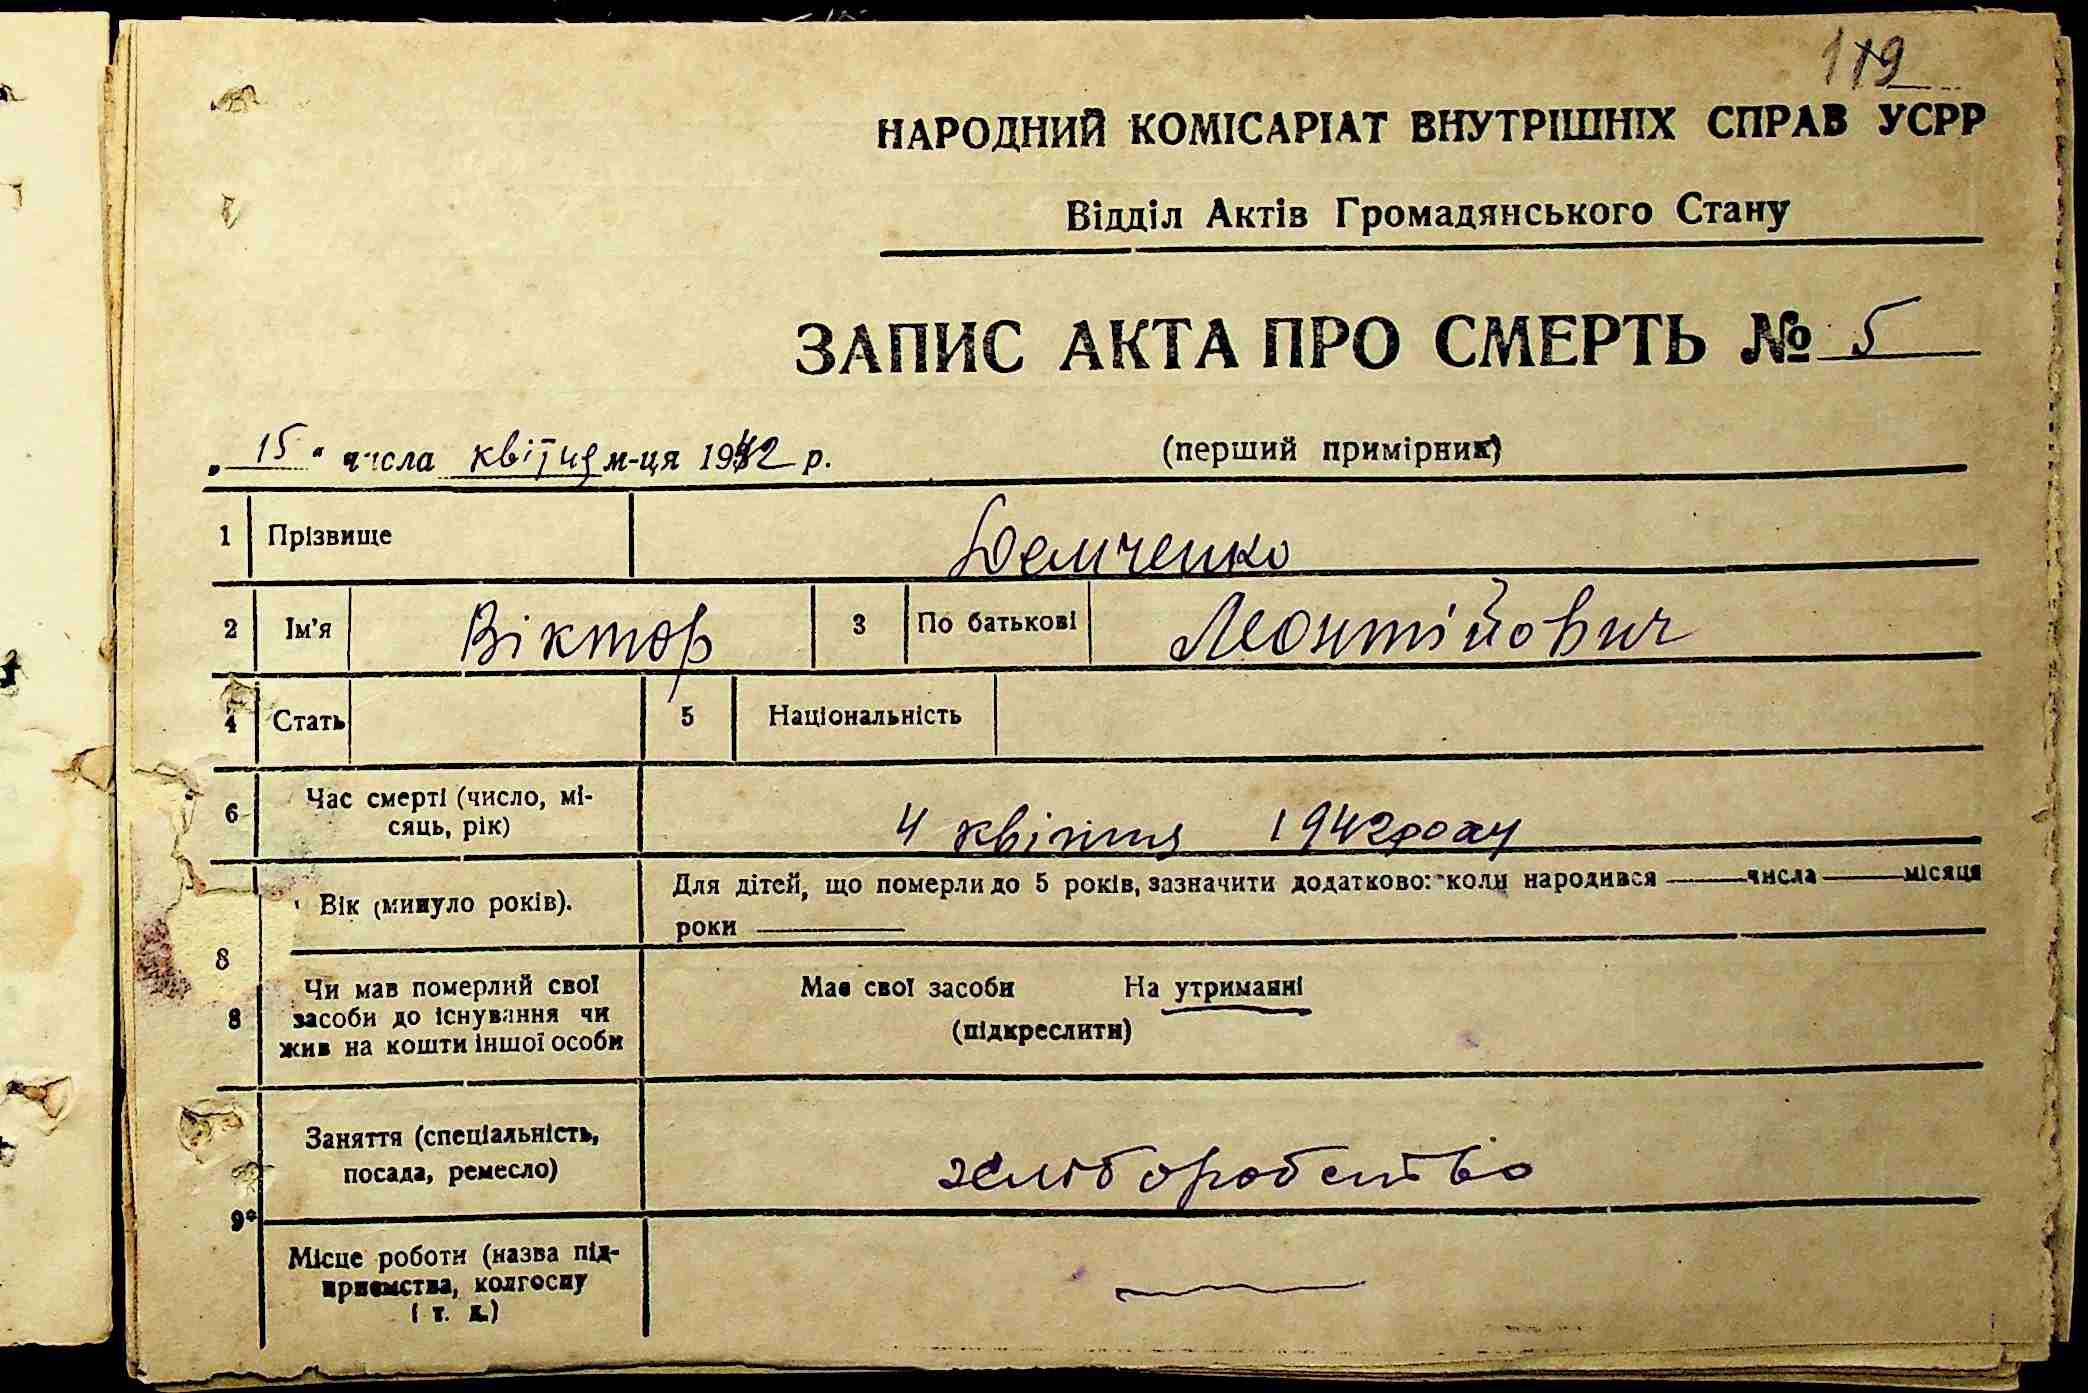 119
НАРОДНИЙ КОМІСАРІАТ ВНУТРІШНІХ СПРАВ УСРР
Відділ Актів Громадянського Стану
ЗАПИС АКТА ПРО СМЕРТЬ № 5
„ 15 “ числа квітня м-ця 1942 р.
(перший примірник)
1 Прізвище Демченко
2 Ім’я Віктор 3 По батькові Леонтійович
4 Стать 5 Національність
6 Час смерті (число, мі-
сяць, рік) 4 квітня 1942 року
Вік (минуло років). Для дітей, що померли до 5 років, зазначити додатково: коли народився числа місяця
роки
8
8 Чи мав померлий свої
засоби до існування чи
жив на кошти іншої особи
Має свої засоби На утриманні
(підкреслити)
Заняття (спеціальність,
посада, ремесло) хліборобство
9*
Місце роботи (назва під-
приємства, колгоспу
( т. д.)